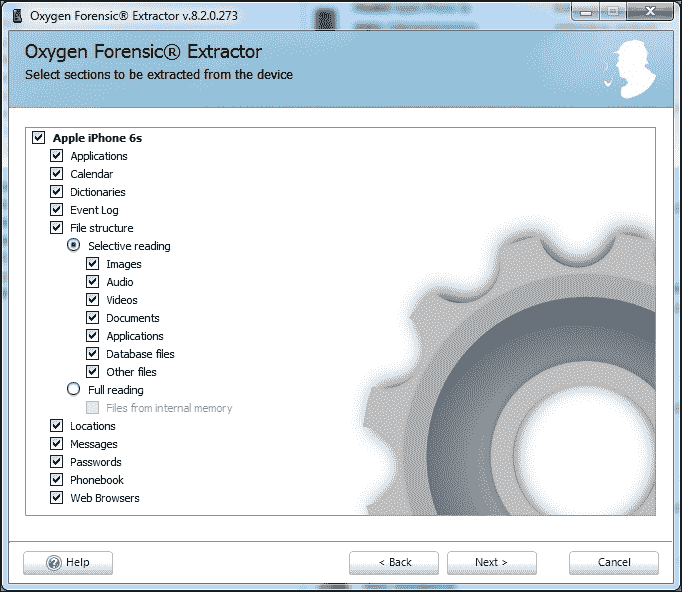 Oxygen Forensic® Extractor v.8.2.0.273
Oxygen Forensic® Extractor
Select sections to be extracted from the device
Apple iPhone 6s
Applications
Calendar
Dictionaries
Event Log
File structure
Selective reading
Images
Audio
Videos
Documents
Applications
Database files
Other files
Full reading
Files from internal memory
Locations
Messages
Passwords
Phonebook
Web Browsers
Help
< Back
Next >
Cancel